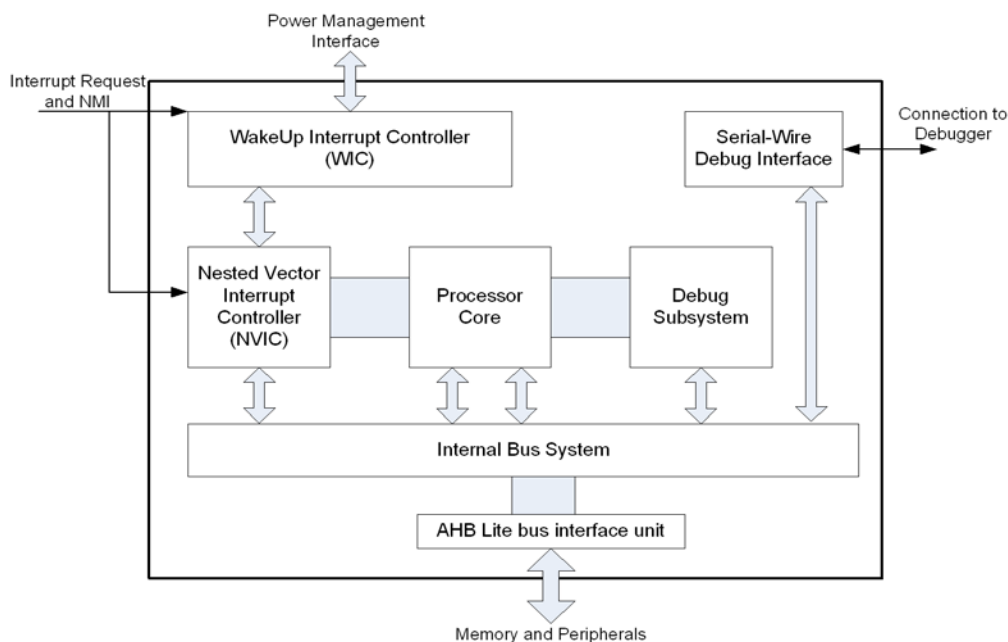 Power Management
Interface
Interrupt Request
and NMI
WakeUp Interrupt Controller
(WIC)
Serial-Wire
Debug Interface
Connection to
Debugger
Nested Vector
Interrupt
Controller
(NVIC)
Processor
Core
Debug
Subsystem
Internal Bus System
AHB Lite bus interface unit
Memory and Peripherals